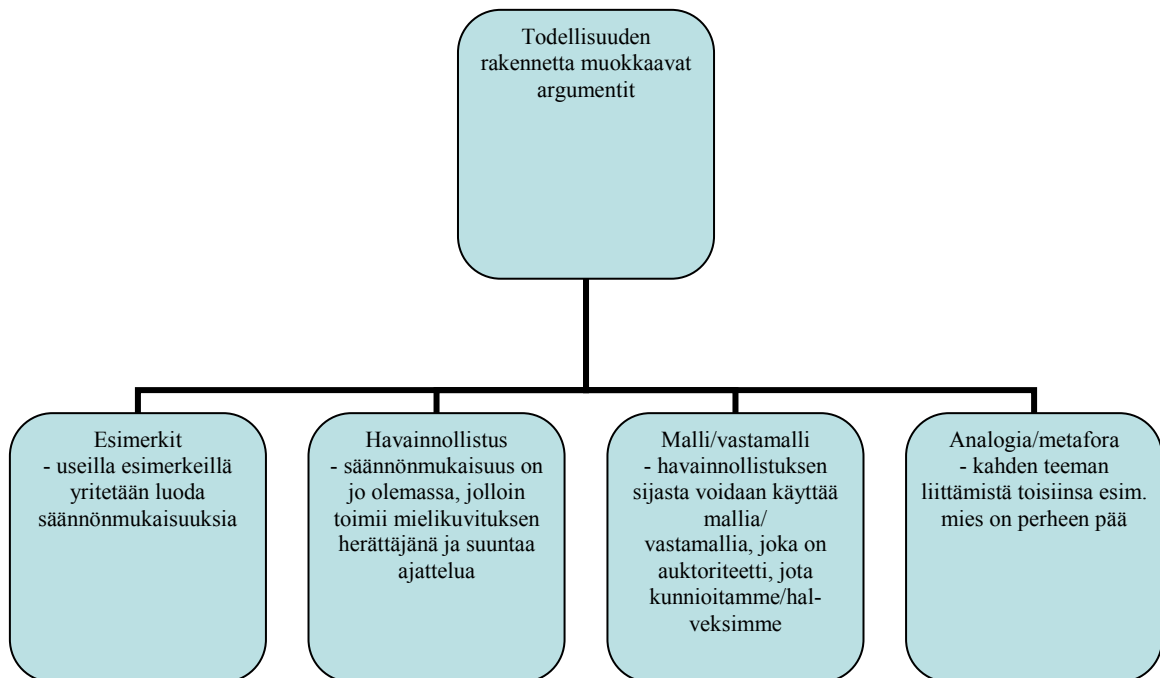 Todellisuuden
rakennetta muokkaavat
argumentit
Esimerkit
- useilla esimerkeillä
yritetään luoda
säännönmukaisuuksia
Havainnollistus
- säännönmukaisuus on
jo olemassa, jolloin
toimii mielikuvituksen
herättäjänä ja suuntaa
ajattelua
Malli/vastamalli
- havainnollistuksen
sijasta voidaan käyttää
mallia/
vastamallia, joka on
auktoriteetti, jota
kunnioitamme/hal-
veksimme
Analogia/metafora
- kahden teeman
liittämistä toisiinsa esim.
mies on perheen pää